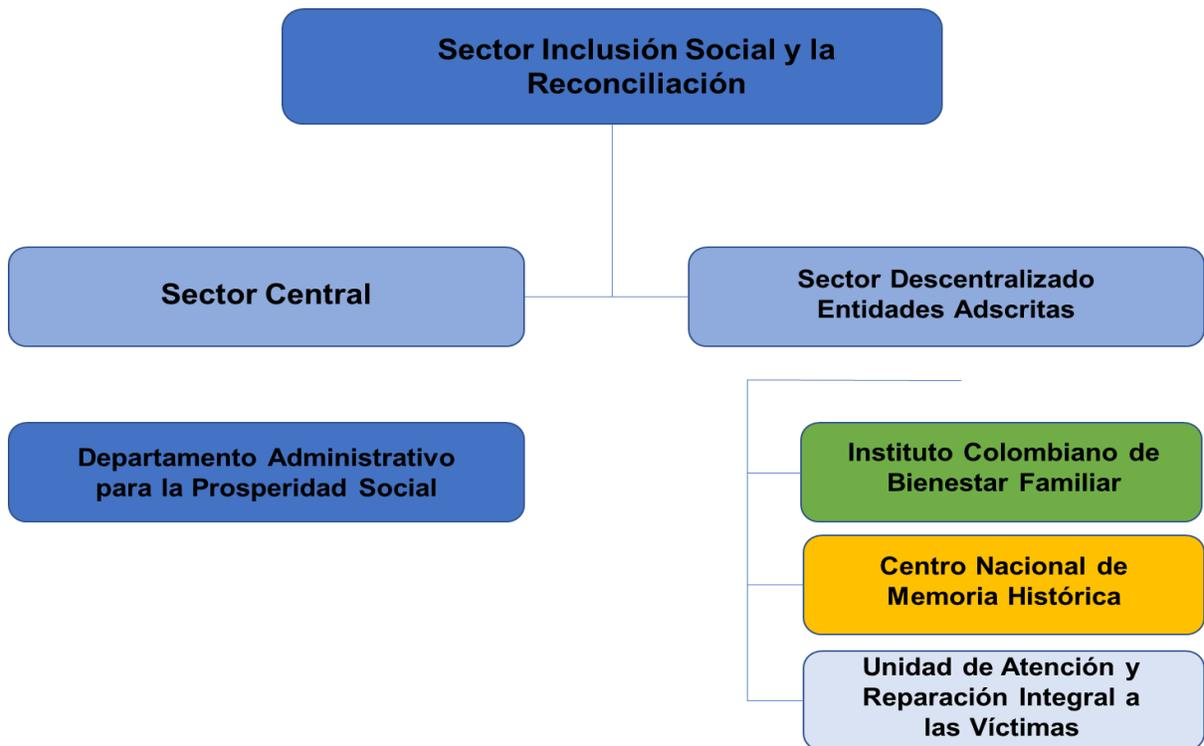 Sector Inclusión Social y la
Reconciliación
Sector Central
Sector Descentralizado
Entidades Adscritas
Departamento Administrativo
para la Prosperidad Social
Instituto Colombiano de
Bienestar Familiar
Centro Nacional de
Memoria Histórica
Unidad de Atención y
Reparación Integral a
las Víctimas